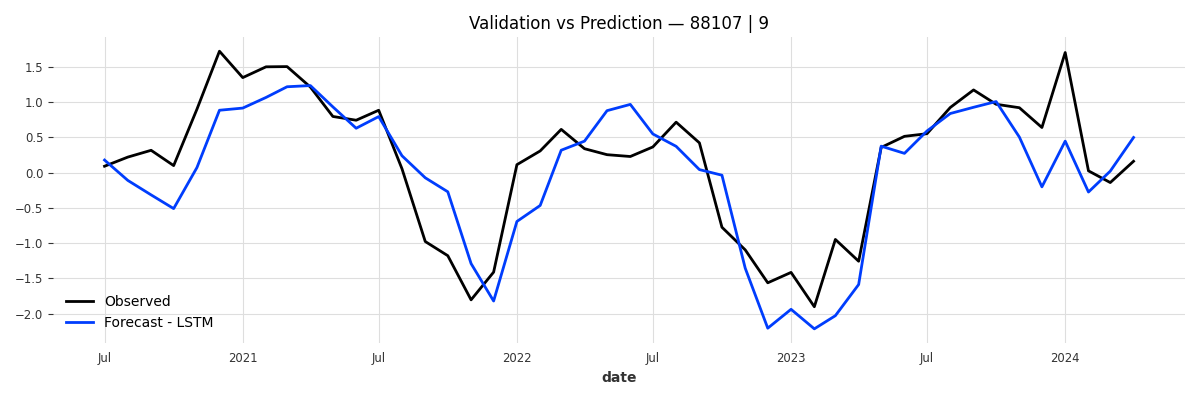 Validation vs Prediction — 88107 | 9
1.5
1.0
0.5
0.0
−0.5
−1.0
−1.5
−2.0
Observed
Forecast - LSTM
Jul
2021
Jul
2022
Jul
2023
Jul
2024
date